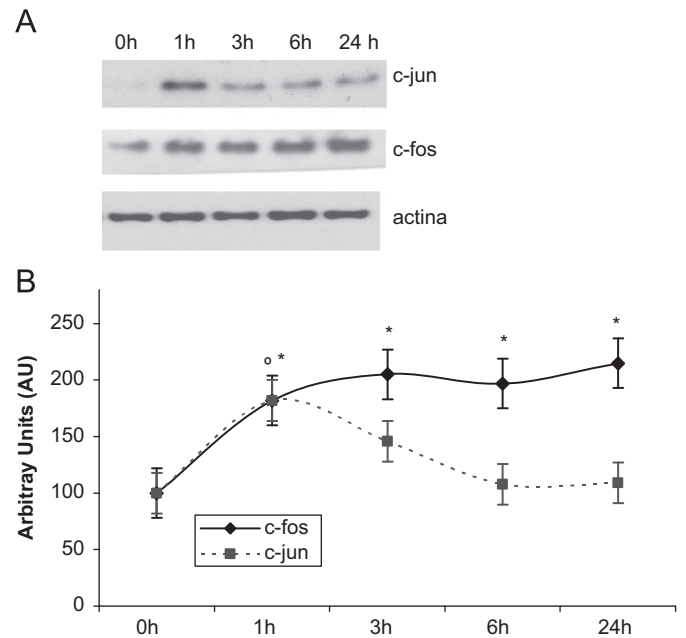 A
0h 1h 3h 6h 24 h
c-jun
c-fos
actina
B
Arbitray Units (AU)
250
200
150
100
50
0
o *
*
*
*
c-fos
c-jun
0h 1h 3h 6h 24h